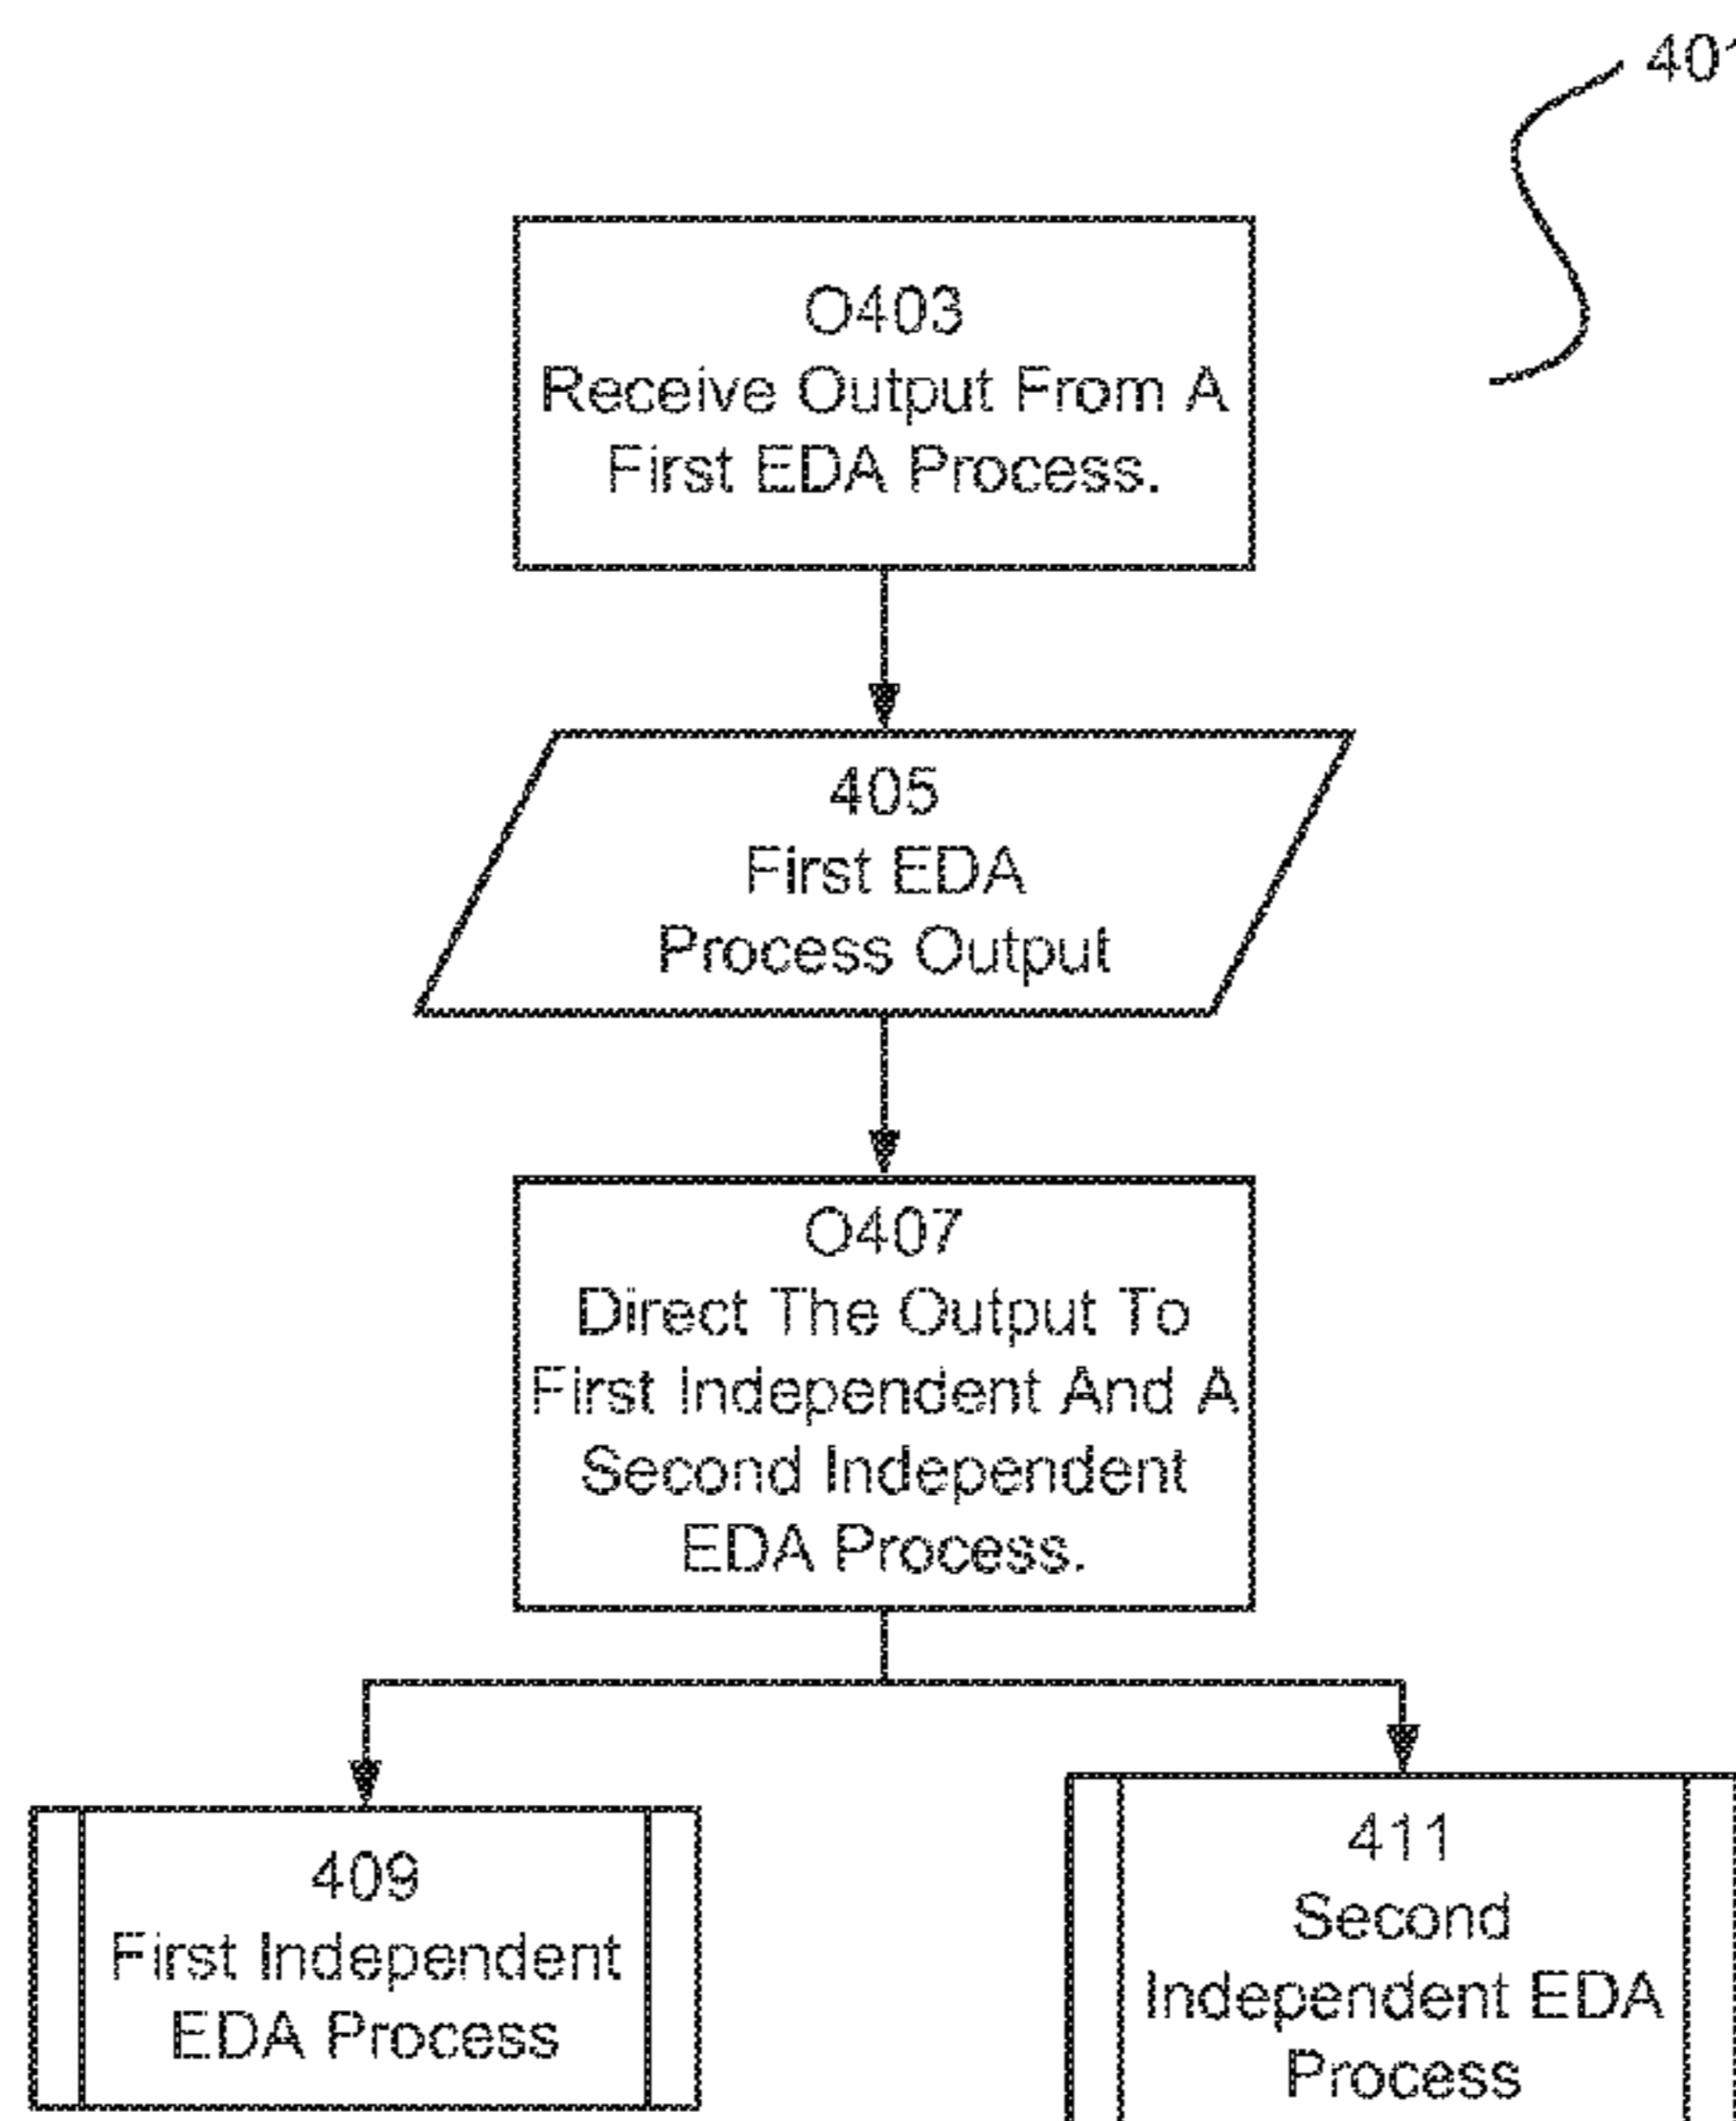 401
O403
Receive Output From A
First EDA Process.
405
First EDA
Process Output
O407
Direct The Output To
First Independent And A
Second Independent
EDA Process.
409
First Independent
EDA Process
411
Second
Independent EDA
Process